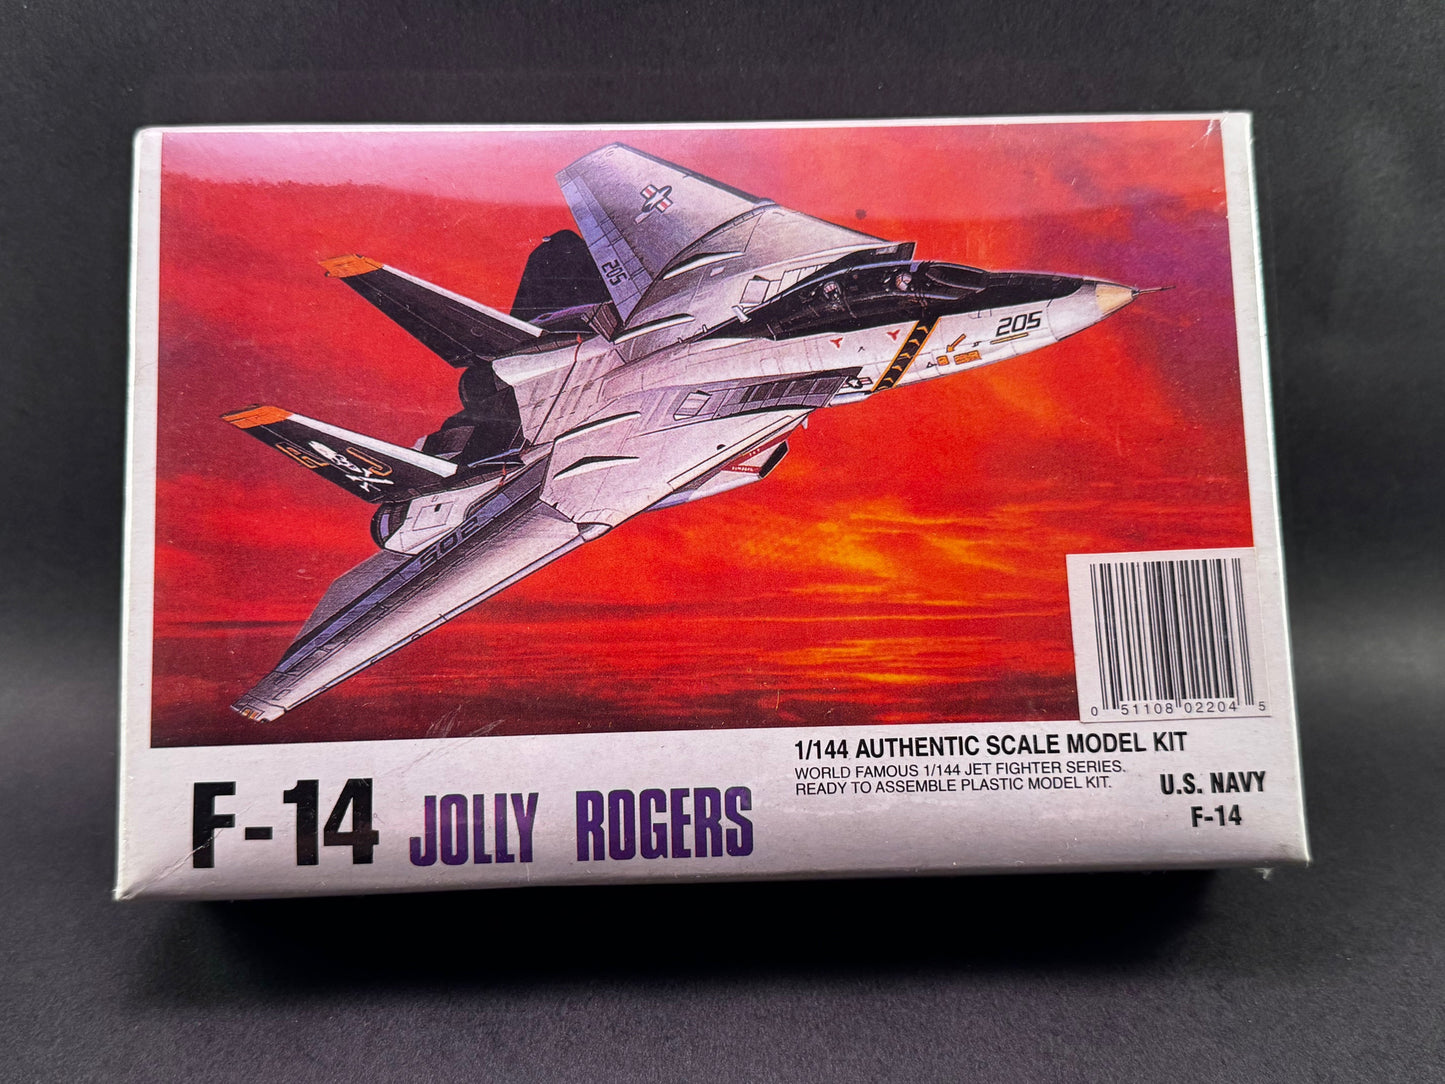 205
205
205
0 51108 02204 5
1/144 AUTHENTIC SCALE MODEL KIT
WORLD FAMOUS 1/144 JET FIGHTER SERIES.
READY TO ASSEMBLE PLASTIC MODEL KIT.
U.S. NAVY
F-14
F-14 JOLLY ROGERS